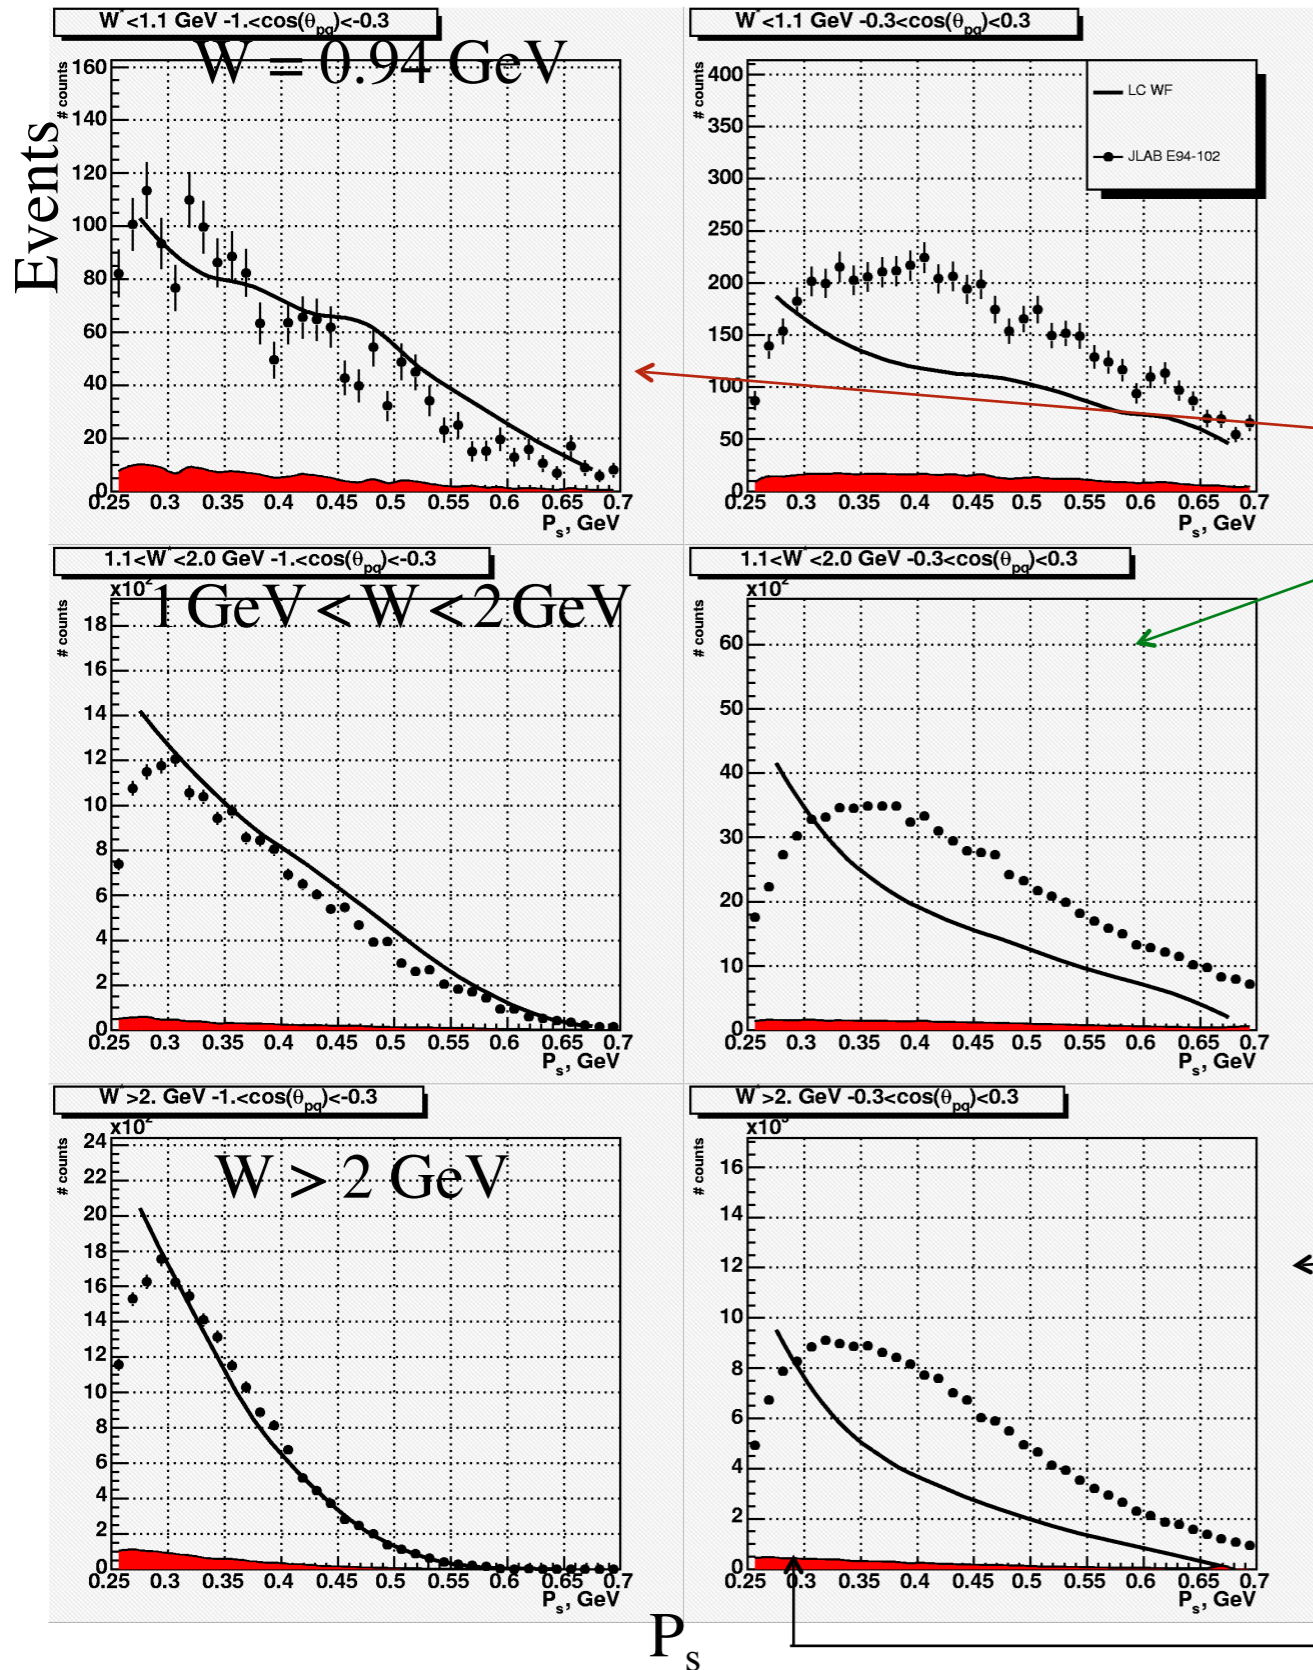 W*<1.1 GeV -1.<cos(θpq)<-0.3
W = 0.94 GeV
Events
# counts
160
140
120
100
80
60
40
20
0
0.25 0.3 0.35 0.4 0.45 0.5 0.55 0.6 0.65 0.7
Ps, GeV
W*<1.1 GeV -0.3<cos(θpq)<0.3
# counts
LC WF
JLAB E94-102
400
350
300
250
200
150
100
50
0
0.25 0.3 0.35 0.4 0.45 0.5 0.55 0.6 0.65 0.7
Ps, GeV
1.1<W*<2.0 GeV -1.<cos(θpq)<-0.3
x10²
1 GeV < W < 2 GeV
# counts
18
16
14
12
10
8
6
4
2
0
0.25 0.3 0.35 0.4 0.45 0.5 0.55 0.6 0.65 0.7
Ps, GeV
1.1<W*<2.0 GeV -0.3<cos(θpq)<0.3
x10²
# counts
60
50
40
30
20
10
0
0.25 0.3 0.35 0.4 0.45 0.5 0.55 0.6 0.65 0.7
Ps, GeV
W*>2. GeV -1.<cos(θpq)<-0.3
x10²
W > 2 GeV
# counts
24
22
20
18
16
14
12
10
8
6
4
2
0
0.25 0.3 0.35 0.4 0.45 0.5 0.55 0.6 0.65 0.7
Ps, GeV
W*>2. GeV -0.3<cos(θpq)<0.3
x10³
# counts
16
14
12
10
8
6
4
2
0
0.25 0.3 0.35 0.4 0.45 0.5 0.55 0.6 0.65 0.7
Ps, GeV
Ps